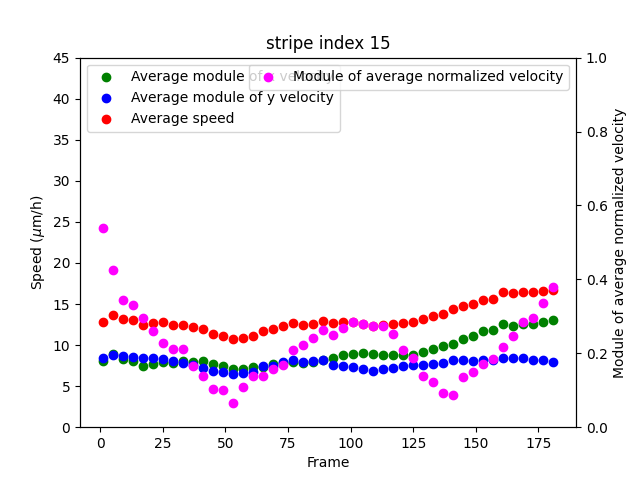 stripe index 15
Average module of
Average module of y velocity
Average speed
Module of average normalized velocity
Speed (μm/h)
45
40
35
30
25
20
15
10
5
0
0 25 50 75 100 125 150 175
Frame
1.0
0.8
0.6
0.4
0.2
0.0
Module of average normalized velocity